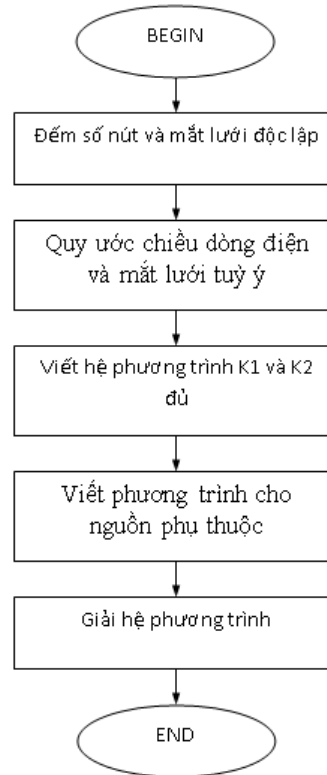 BEGIN
Đếm số nút và mắt lưới độc lập
Quy ước chiều dòng điện
và mắt lưới tuỳ ý
Viết hệ phương trình K1 và K2
đủ
Viết phương trình cho
nguồn phụ thuộc
Giải hệ phương trình
END